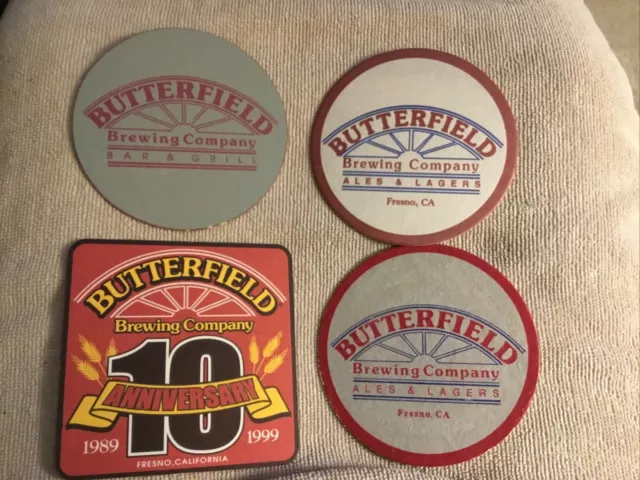 BUTTERFIELD
Brewing Company
BAR & GRILL
BUTTERFIELD
Brewing Company
ALES & LAGERS
Fresno, CA
BUTTERFIELD
Brewing Company
10
ANNIVERSARY
1989 1999
FRESNO, CALIFORNIA
BUTTERFIELD
Brewing Company
ALES & LAGERS
Fresno, CA